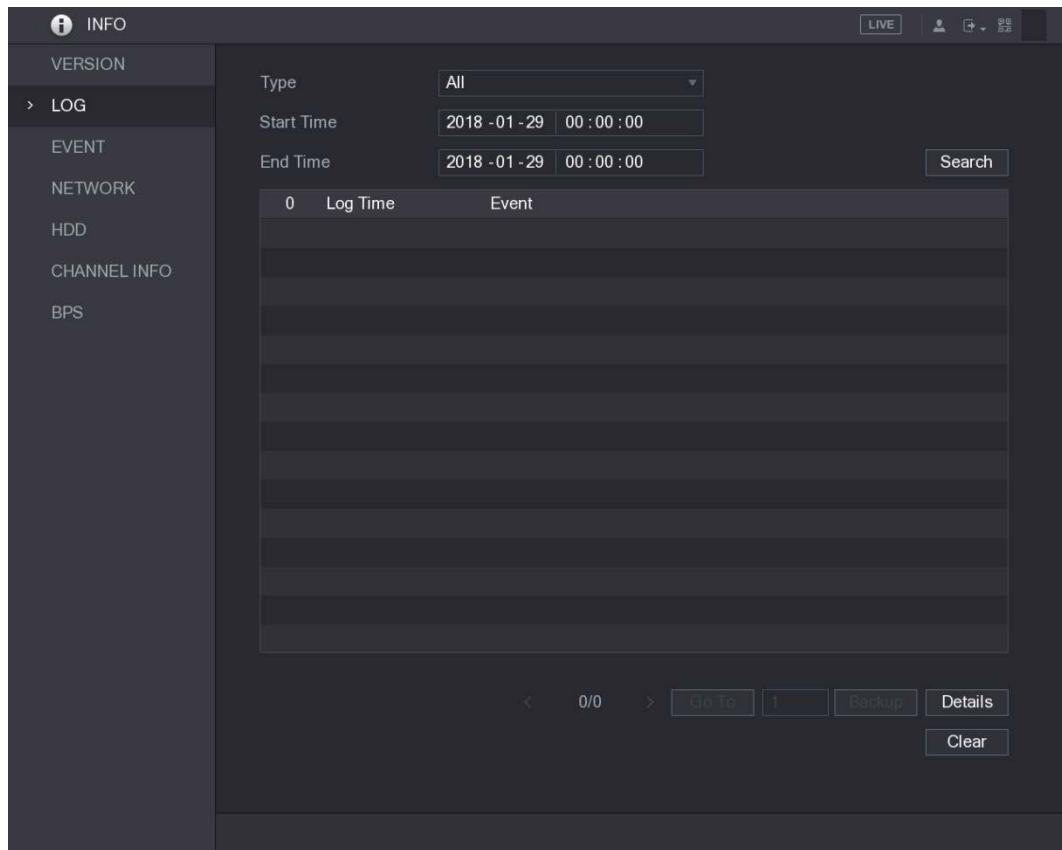 INFO LIVE
VERSION
LOG
EVENT
NETWORK
HDD
CHANNEL INFO
BPS
Type All
Start Time 2018 -01 -29 00 : 00 : 00
End Time 2018 -01 -29 00 : 00 : 00 Search
0 Log Time Event
< 0/0 > Go To 1 Backup Details
Clear